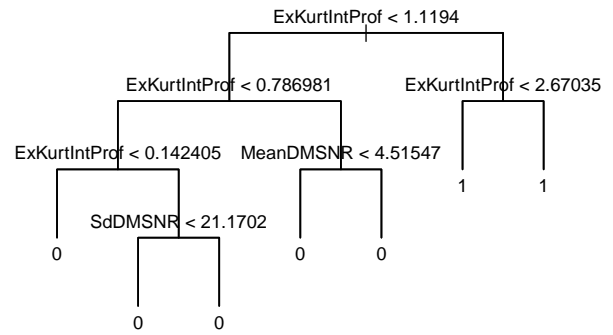 ExKurtIntProf < 1.1194
ExKurtIntProf < 0.786981
ExKurtIntProf < 2.67035
ExKurtIntProf < 0.142405
MeanDMSNR < 4.51547
1
1
SdDMSNR < 21.1702
0
0
0
0
0